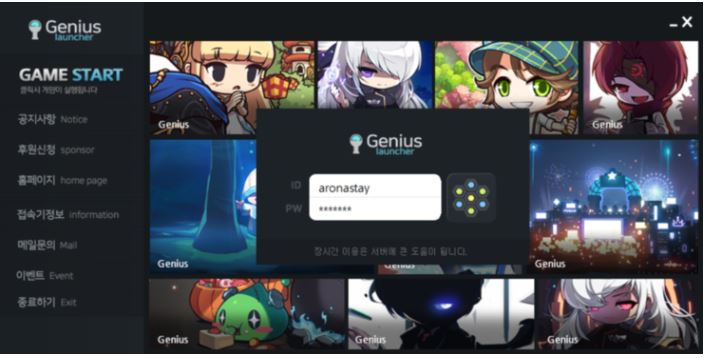 Genius
launcher
GAME START
클릭시 게임이 실행됩니다
공지사항 Notice
후원신청 sponsor
홈페이지 home page
접속기정보 information
메일문의 Mail
이벤트 Event
종료하기 Exit
Genius
Genius
Genius
Genius
Genius
launcher
ID
aronastay
PW
*******
장시간 이용은 서버에 큰 도움이 됩니다.
Genius
Genius
Genius
Genius
Genius
Genius